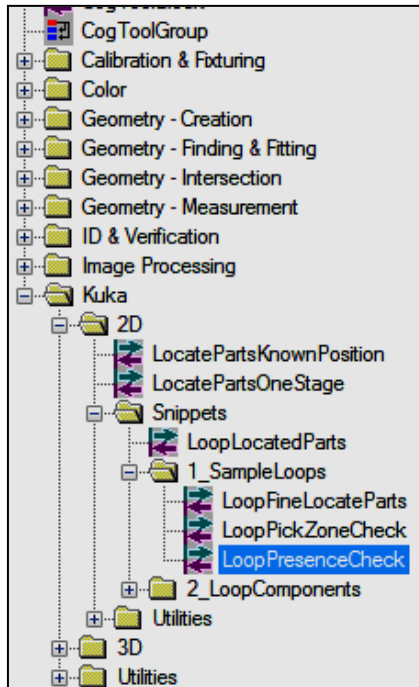 CogToolGroup
Calibration & Fixturing
Color
Geometry - Creation
Geometry - Finding & Fitting
Geometry - Intersection
Geometry - Measurement
ID & Verification
Image Processing
Kuka
2D
LocatePartsKnownPosition
LocatePartsOneStage
Snippets
LoopLocatedParts
1_SampleLoops
LoopFineLocateParts
LoopPickZoneCheck
LoopPresenceCheck
2_LoopComponents
Utilities
3D
Utilities